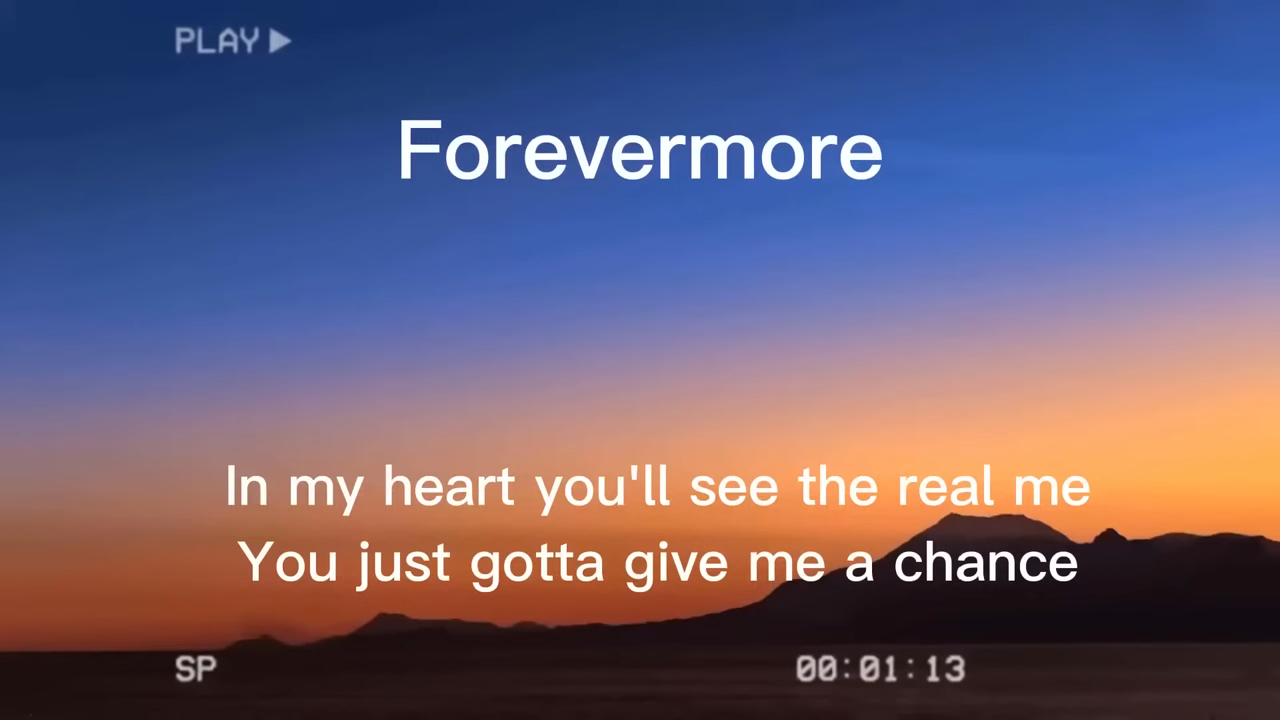 PLAY ▶
Forevermore
In my heart you'll see the real me
You just gotta give me a chance
SP
00:01:13